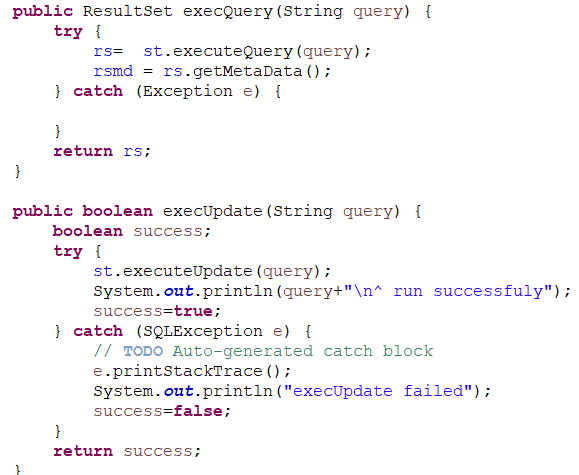 public ResultSet execQuery(String query) {
    try {
        rs=  st.executeQuery(query);
        rsmd = rs.getMetaData();
    } catch (Exception e) {

    }
    return rs;
}

public boolean execUpdate(String query) {
    boolean success;
    try {
        st.executeUpdate(query);
        System.out.println(query+"\n^ run successfuly");
        success=true;
    } catch (SQLException e) {
        // TODO Auto-generated catch block
        e.printStackTrace();
        System.out.println("execUpdate failed");
        success=false;
    }
    return success;
}